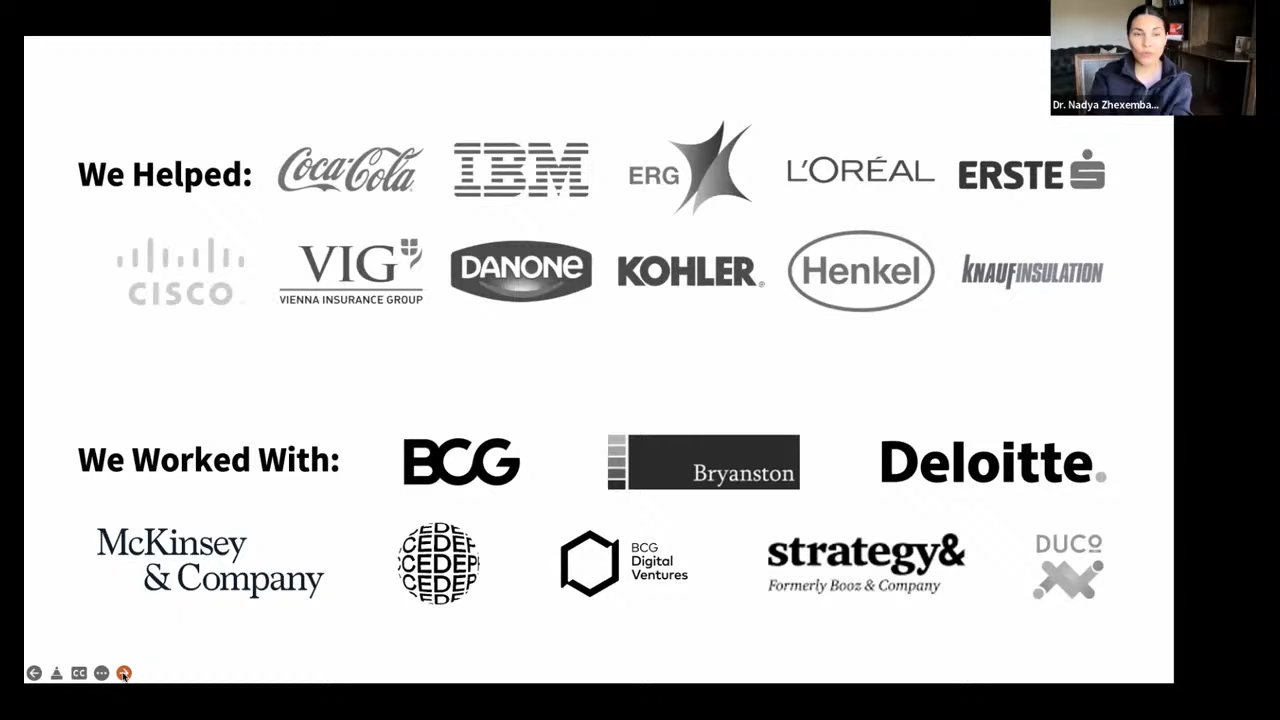 Dr. Nadya Zhexemba...
We Helped:
Coca-Cola
IBM
ERG
L'ORÉAL
ERSTE
CISCO
VIG
VIENNA INSURANCE GROUP
DANONE
KOHLER®
Henkel
KNAUFINSULATION
We Worked With:
BCG
Bryanston
Deloitte.
McKinsey
& Company
CEDEP
CEDEP
CEDEP
CEDEP
BCG
Digital
Ventures
strategy&
Formerly Booz & Company
DUCO
CC